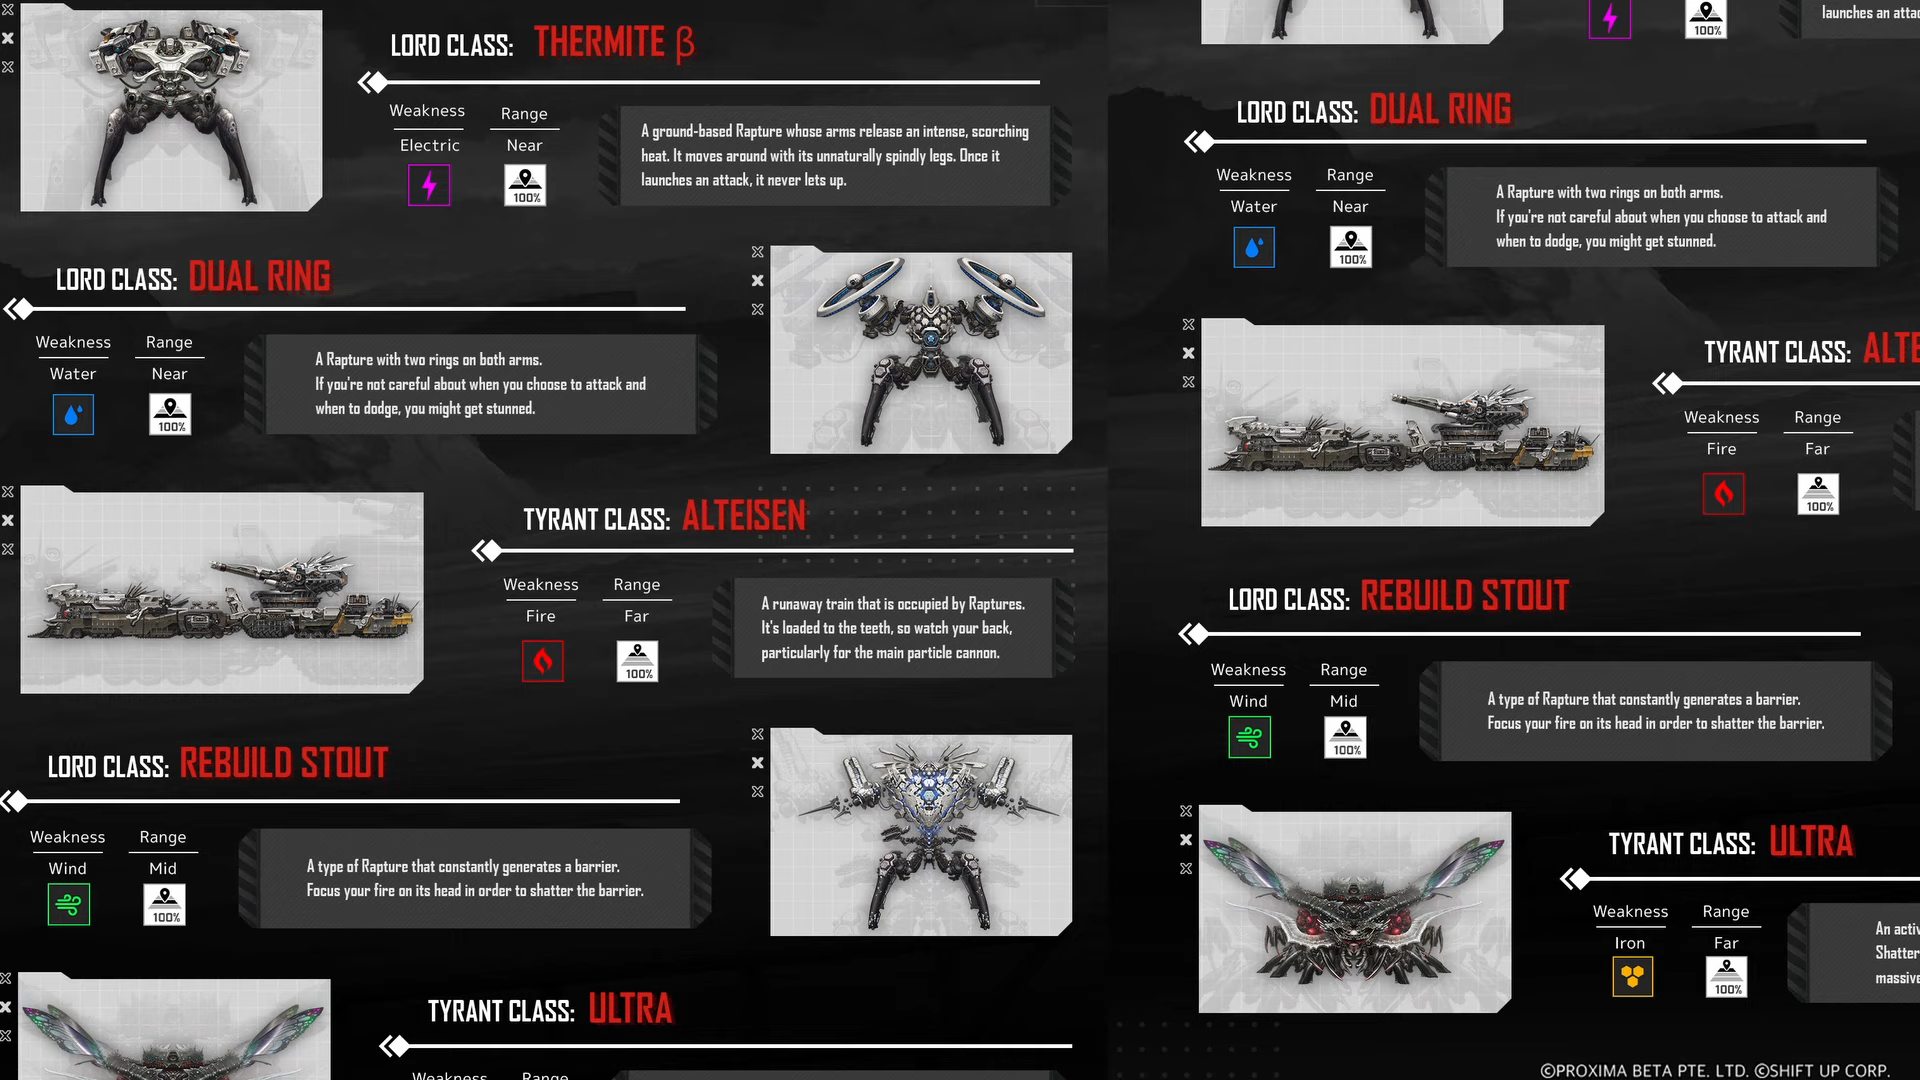 LORD CLASS: THERMITE β
Weakness
Range
Electric
Near
100%
A ground-based Rapture whose arms release an intense, scorching
heat. It moves around with its unnaturally spindly legs. Once it
launches an attack, it never lets up.
LORD CLASS: DUAL RING
Weakness
Range
Water
Near
100%
A Rapture with two rings on both arms.
If you're not careful about when you choose to attack and
when to dodge, you might get stunned.
TYRANT CLASS: ALTEISEN
Weakness
Range
Fire
Far
100%
A runaway train that is occupied by Raptures.
It's loaded to the teeth, so watch your back,
particularly for the main particle cannon.
LORD CLASS: REBUILD STOUT
Weakness
Range
Wind
Mid
100%
A type of Rapture that constantly generates a barrier.
Focus your fire on its head in order to shatter the barrier.
TYRANT CLASS: ULTRA
Weakness
Range
100%
launches an atta
LORD CLASS: DUAL RING
Weakness
Range
Water
Near
100%
A Rapture with two rings on both arms.
If you're not careful about when you choose to attack and
when to dodge, you might get stunned.
TYRANT CLASS: ALTE
Weakness
Range
Fire
Far
100%
LORD CLASS: REBUILD STOUT
Weakness
Range
Wind
Mid
100%
A type of Rapture that constantly generates a barrier.
Focus your fire on its head in order to shatter the barrier.
TYRANT CLASS: ULTRA
Weakness
Range
Iron
Far
100%
An activ
Shatter
massive
©PROXIMA BETA PTE. LTD. ©SHIFT UP CORP.